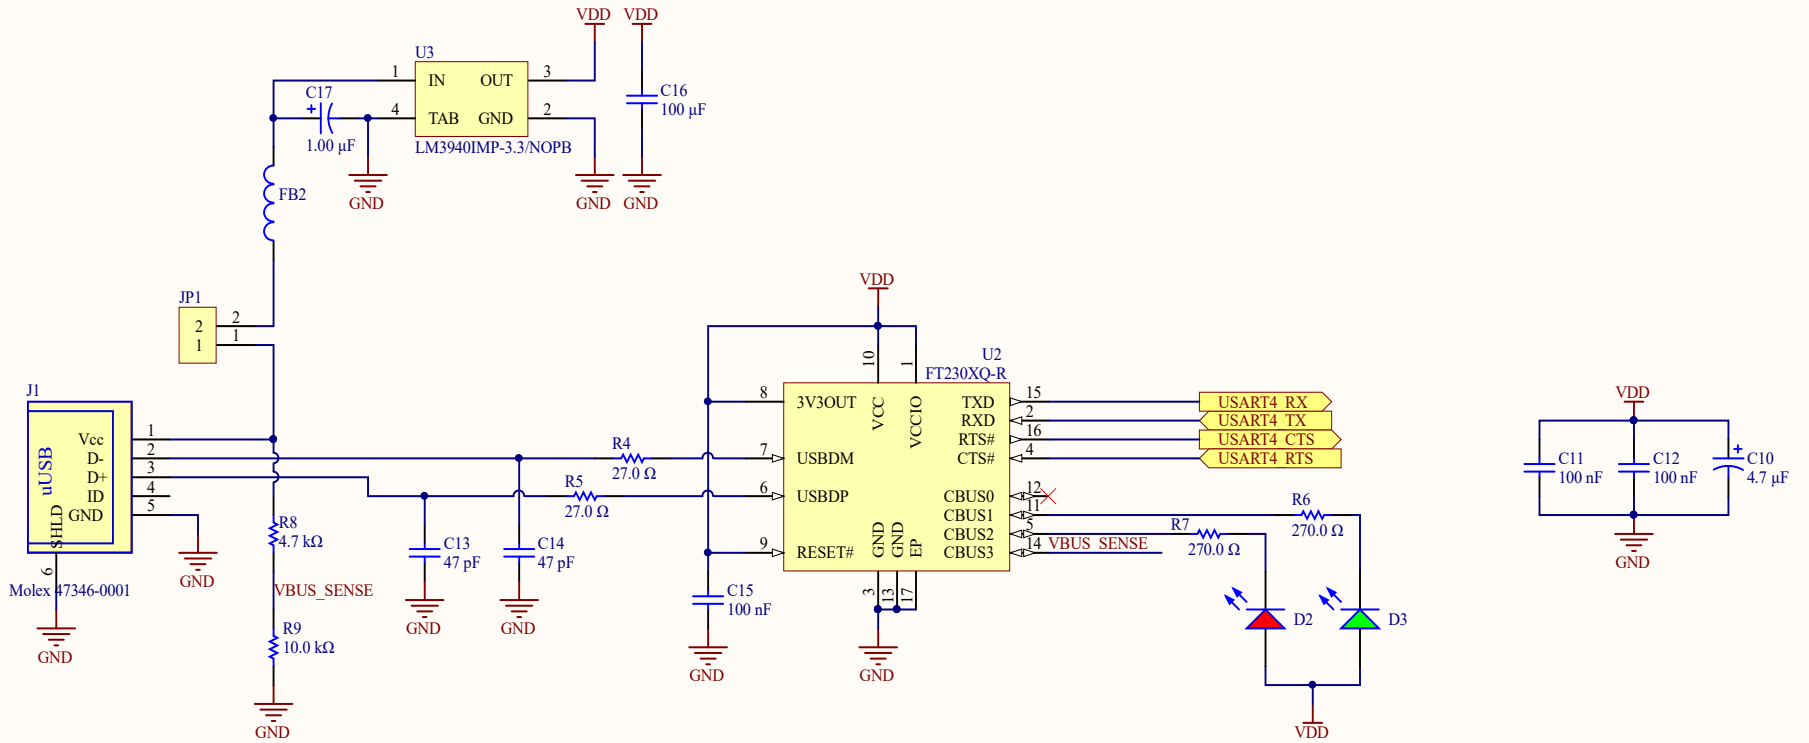 VDD
VDD
U3
1
IN
OUT
3
C17
+
4
TAB
GND
2
1.00 µF
LM3940IMP-3.3/NOPB
C16
100 µF
GND
GND
GND
FB2
JP1
2
2
1
1
J1
uUSB
Vcc
1
D-
2
D+
3
ID
4
GND
5
SHLD
6
Molex 47346-0001
GND
GND
R8
4.7 kΩ
VBUS_SENSE
R9
10.0 kΩ
GND
C13
47 pF
GND
C14
47 pF
GND
R4
27.0 Ω
R5
27.0 Ω
VDD
10
1
U2
FT230XQ-R
8
3V3OUT
VCC
VCCIO
7
USBDM
6
USBDP
9
RESET#
GND
GND
EP
3
13
17
GND
C15
100 nF
GND
TXD
15
USART4_RX
RXD
2
USART4_TX
RTS#
16
USART4_CTS
CTS#
4
USART4_RTS
CBUS0
12
CBUS1
11
CBUS2
5
CBUS3
14
VBUS_SENSE
R7
270.0 Ω
R6
270.0 Ω
D2
D3
VDD
VDD
C11
100 nF
C12
100 nF
+
C10
4.7 µF
GND